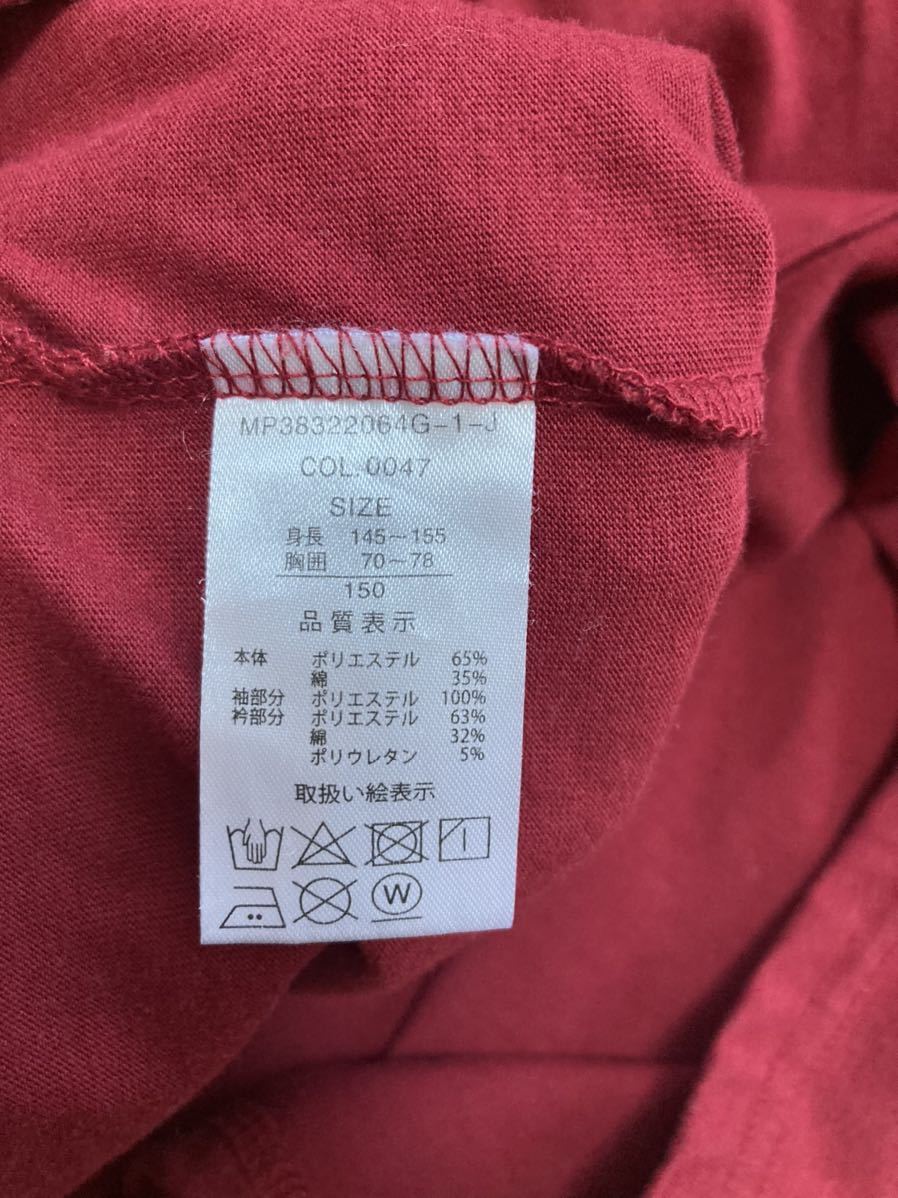 MP38322064G-1-J
COL.0047
SIZE
身長 145〜155
胸囲 70〜78
150
品質表示
本体 ポリエステル 65%
綿 35%
袖部分 ポリエステル 100%
衿部分 ポリエステル 63%
綿 32%
ポリウレタン 5%
取扱い絵表示
W